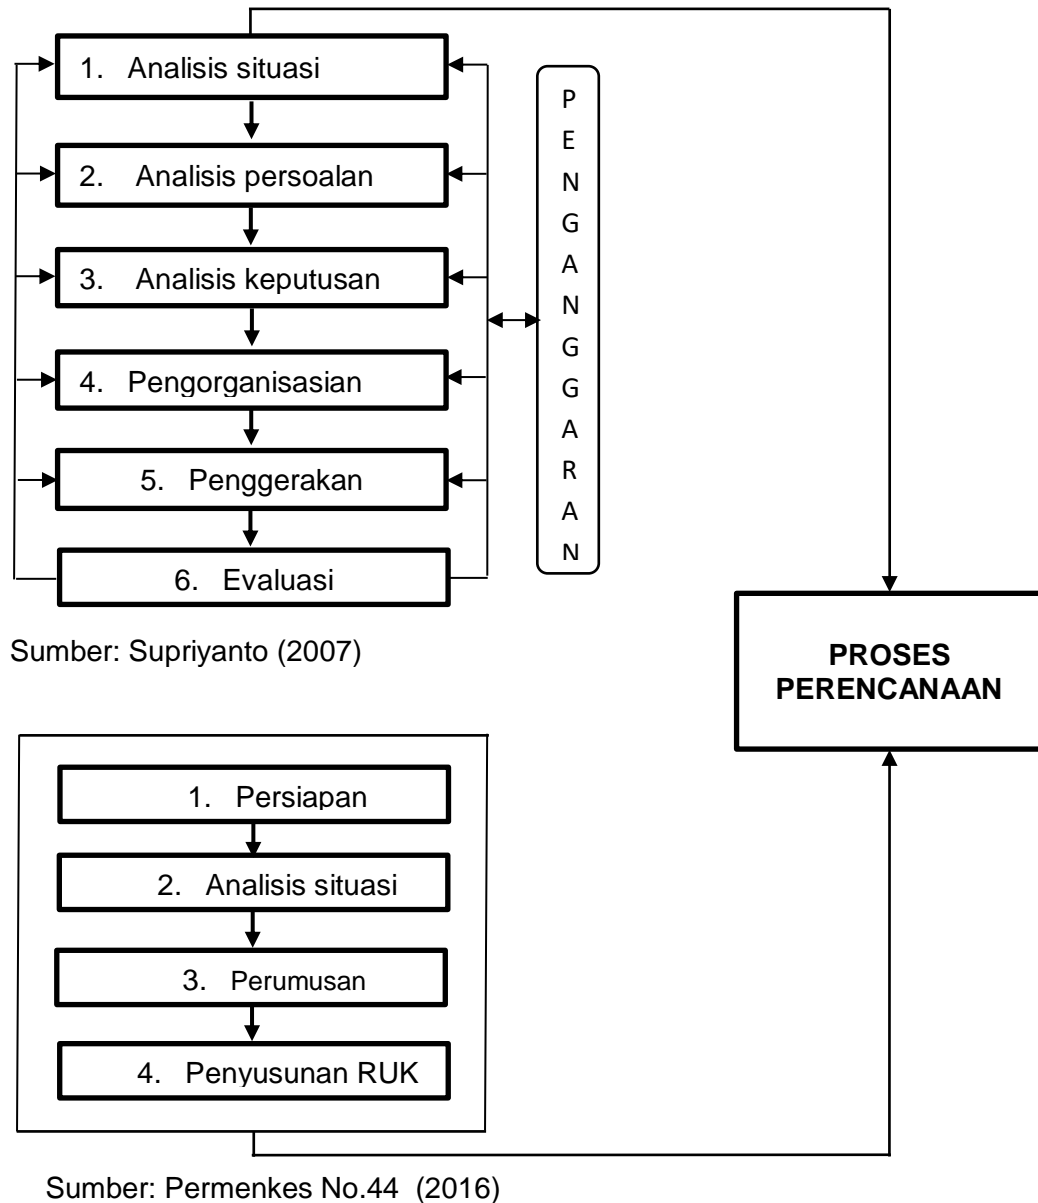 1. Analisis situasi
2. Analisis persoalan
3. Analisis keputusan
4. Pengorganisasian
5. Penggerakan
6. Evaluasi
P
E
N
G
A
N
G
G
A
R
A
N
Sumber: Supriyanto (2007)
PROSES
PERENCANAAN
1. Persiapan
2. Analisis situasi
3. Perumusan
4. Penyusunan RUK
Sumber: Permenkes No.44 (2016)